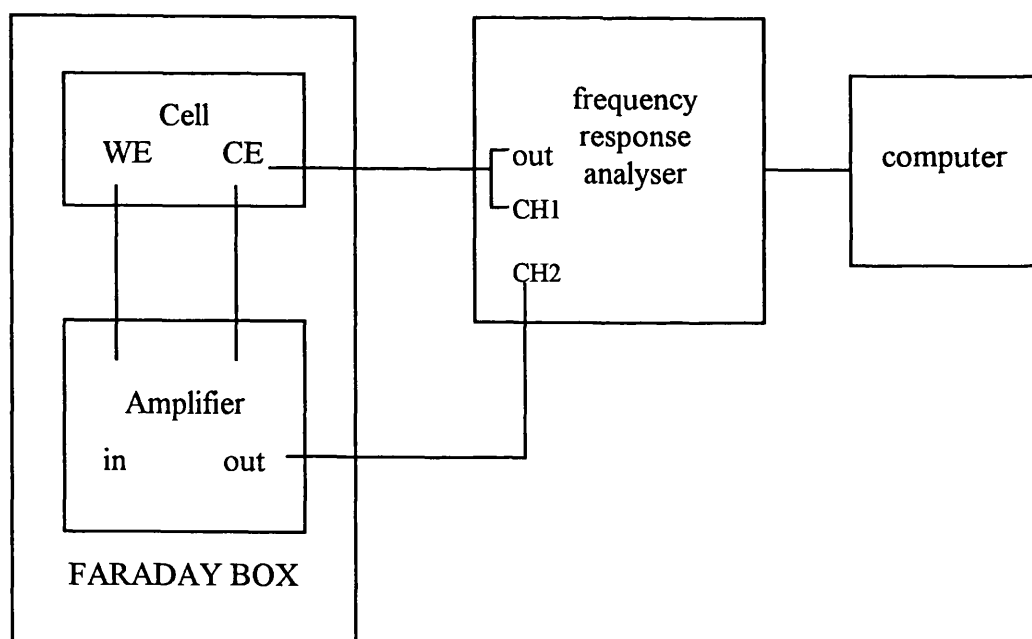 Cell
WE CE
Amplifier
in out
FARADAY BOX
frequency
response
analyser
out
CH1
CH2
computer